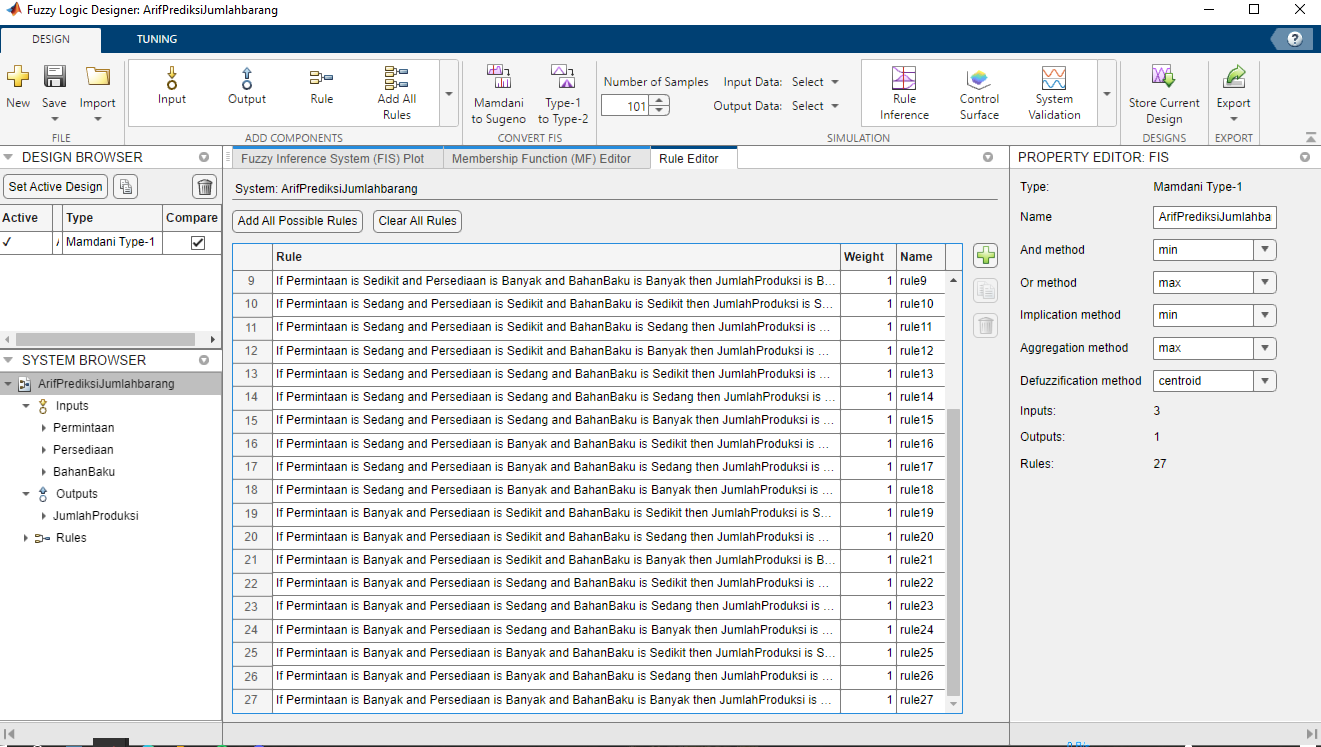 Fuzzy Logic Designer: ArifPrediksiJumlahbarang
DESIGN TUNING
New Save Import
FILE
Input Output Rule Add All Rules
ADD COMPONENTS
Mamdani to Sugeno Type-1 to Type-2
CONVERT FIS
Number of Samples Input Data: Select
101 Output Data: Select
Rule Inference Control Surface System Validation
SIMULATION
Store Current Design
DESIGNS
Export
EXPORT
DESIGN BROWSER
Set Active Design
Active Type Compare
Mamdani Type-1
SYSTEM BROWSER
ArifPrediksiJumlahbarang
Inputs
Permintaan
Persediaan
BahanBaku
Outputs
JumlahProduksi
Rules
Fuzzy Inference System (FIS) Plot Membership Function (MF) Editor Rule Editor
System: ArifPrediksiJumlahbarang
Add All Possible Rules Clear All Rules
Rule Weight Name
9 If Permintaan is Sedikit and Persediaan is Banyak and BahanBaku is Banyak then JumlahProduksi is B... 1 rule9
10 If Permintaan is Sedang and Persediaan is Sedikit and BahanBaku is Sedikit then JumlahProduksi is S... 1 rule10
11 If Permintaan is Sedang and Persediaan is Sedikit and BahanBaku is Sedang then JumlahProduksi is ... 1 rule11
12 If Permintaan is Sedang and Persediaan is Sedikit and BahanBaku is Banyak then JumlahProduksi is ... 1 rule12
13 If Permintaan is Sedang and Persediaan is Sedang and BahanBaku is Sedikit then JumlahProduksi is ... 1 rule13
14 If Permintaan is Sedang and Persediaan is Sedang and BahanBaku is Sedang then JumlahProduksi is ... 1 rule14
15 If Permintaan is Sedang and Persediaan is Sedang and BahanBaku is Banyak then JumlahProduksi is ... 1 rule15
16 If Permintaan is Sedang and Persediaan is Banyak and BahanBaku is Sedikit then JumlahProduksi is ... 1 rule16
17 If Permintaan is Sedang and Persediaan is Banyak and BahanBaku is Sedang then JumlahProduksi is ... 1 rule17
18 If Permintaan is Sedang and Persediaan is Banyak and BahanBaku is Banyak then JumlahProduksi is ... 1 rule18
19 If Permintaan is Banyak and Persediaan is Sedikit and BahanBaku is Sedikit then JumlahProduksi is S... 1 rule19
20 If Permintaan is Banyak and Persediaan is Sedikit and BahanBaku is Sedang then JumlahProduksi is ... 1 rule20
21 If Permintaan is Banyak and Persediaan is Sedikit and BahanBaku is Banyak then JumlahProduksi is B... 1 rule21
22 If Permintaan is Banyak and Persediaan is Sedang and BahanBaku is Sedikit then JumlahProduksi is ... 1 rule22
23 If Permintaan is Banyak and Persediaan is Sedang and BahanBaku is Sedang then JumlahProduksi is ... 1 rule23
24 If Permintaan is Banyak and Persediaan is Sedang and BahanBaku is Banyak then JumlahProduksi is ... 1 rule24
25 If Permintaan is Banyak and Persediaan is Banyak and BahanBaku is Sedikit then JumlahProduksi is S... 1 rule25
26 If Permintaan is Banyak and Persediaan is Banyak and BahanBaku is Sedang then JumlahProduksi is ... 1 rule26
27 If Permintaan is Banyak and Persediaan is Banyak and BahanBaku is Banyak then JumlahProduksi is ... 1 rule27
PROPERTY EDITOR: FIS
Type: Mamdani Type-1
Name ArifPrediksiJumlahba
And method min
Or method max
Implication method min
Aggregation method max
Defuzzification method centroid
Inputs: 3
Outputs: 1
Rules: 27